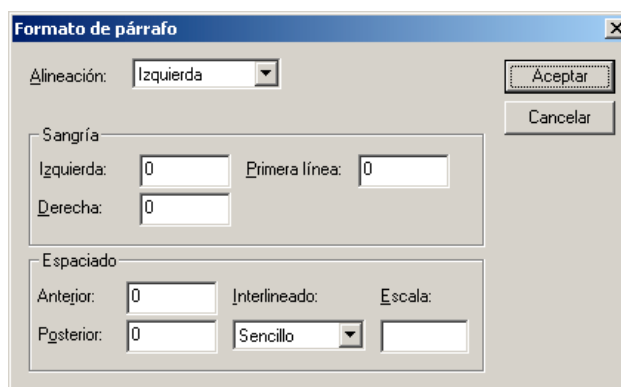 Formato de párrafo
Alineación: Izquierda Aceptar
Cancelar
Sangría
Izquierda: 0 Primera línea: 0
Derecha: 0
Espaciado
Anterior: 0 Interlineado: Escala:
Posterior: 0 Sencillo